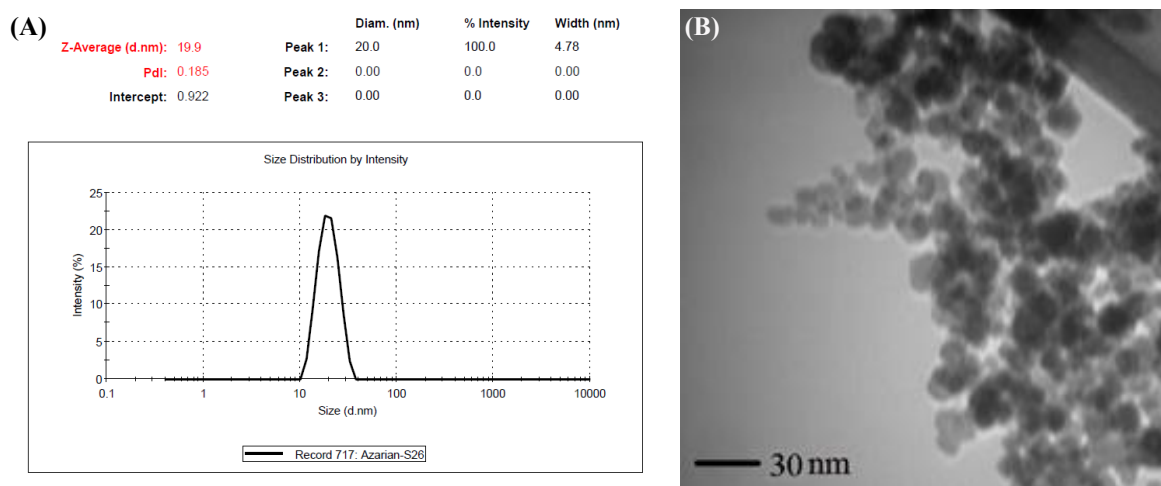 (A)
Diam. (nm) % Intensity Width (nm)
Z-Average (d.nm): 19.9 Peak 1: 20.0 100.0 4.78
PdI: 0.185 Peak 2: 0.00 0.0 0.00
Intercept: 0.922 Peak 3: 0.00 0.0 0.00
Size Distribution by Intensity
25
20
15
10
5
0
Intensity (%)
0.1 1 10 100 1000 10000
Size (d.nm)
Record 717: Azarian-S26
(B)
30 nm